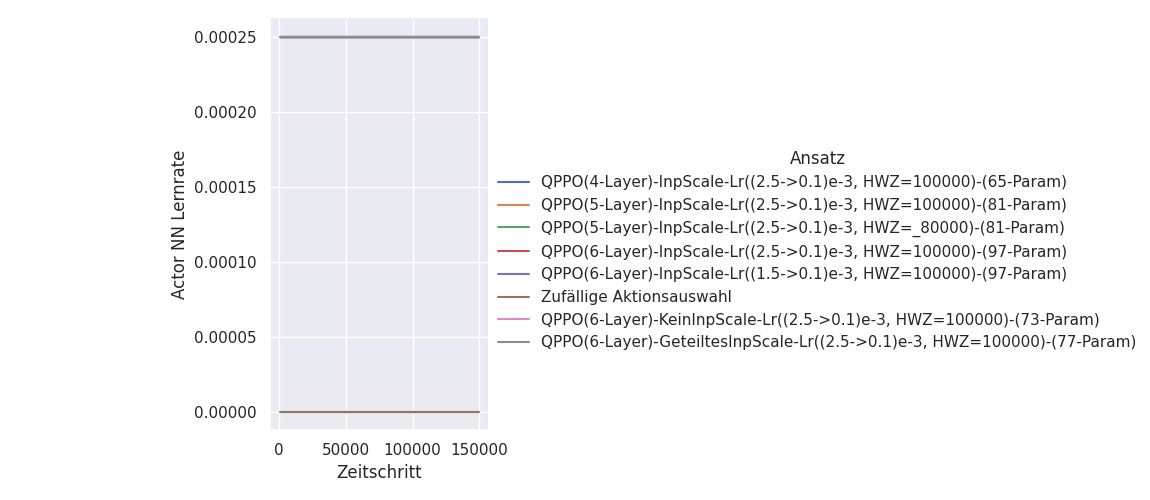 0.00025
0.00020
0.00015
0.00010
0.00005
0.00000
Actor NN Lernrate
0 50000 100000 150000
Zeitschritt
Ansatz
QPPO(4-Layer)-InpScale-Lr((2.5->0.1)e-3, HWZ=100000)-(65-Param)
QPPO(5-Layer)-InpScale-Lr((2.5->0.1)e-3, HWZ=100000)-(81-Param)
QPPO(5-Layer)-InpScale-Lr((2.5->0.1)e-3, HWZ=_80000)-(81-Param)
QPPO(6-Layer)-InpScale-Lr((2.5->0.1)e-3, HWZ=100000)-(97-Param)
QPPO(6-Layer)-InpScale-Lr((1.5->0.1)e-3, HWZ=100000)-(97-Param)
Zufällige Aktionsauswahl
QPPO(6-Layer)-KeinInpScale-Lr((2.5->0.1)e-3, HWZ=100000)-(73-Param)
QPPO(6-Layer)-GeteiltesInpScale-Lr((2.5->0.1)e-3, HWZ=100000)-(77-Param)